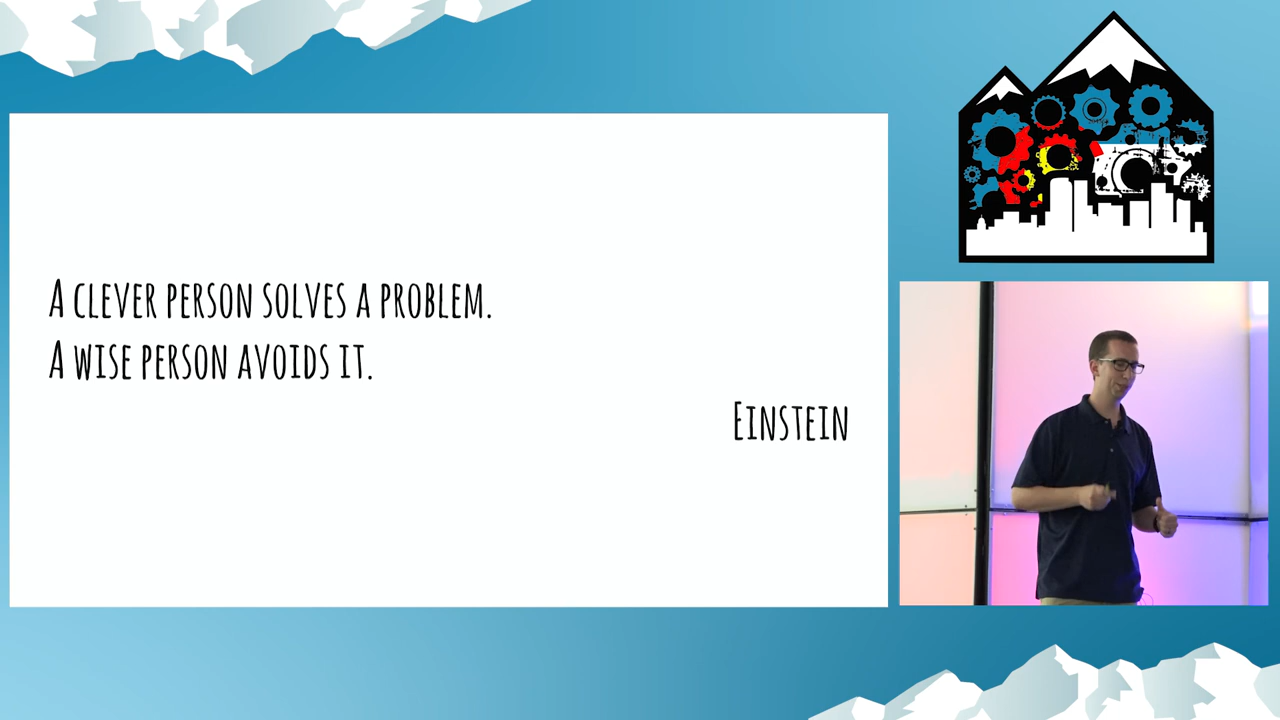 A clever person solves a problem.
A wise person avoids it.
Einstein